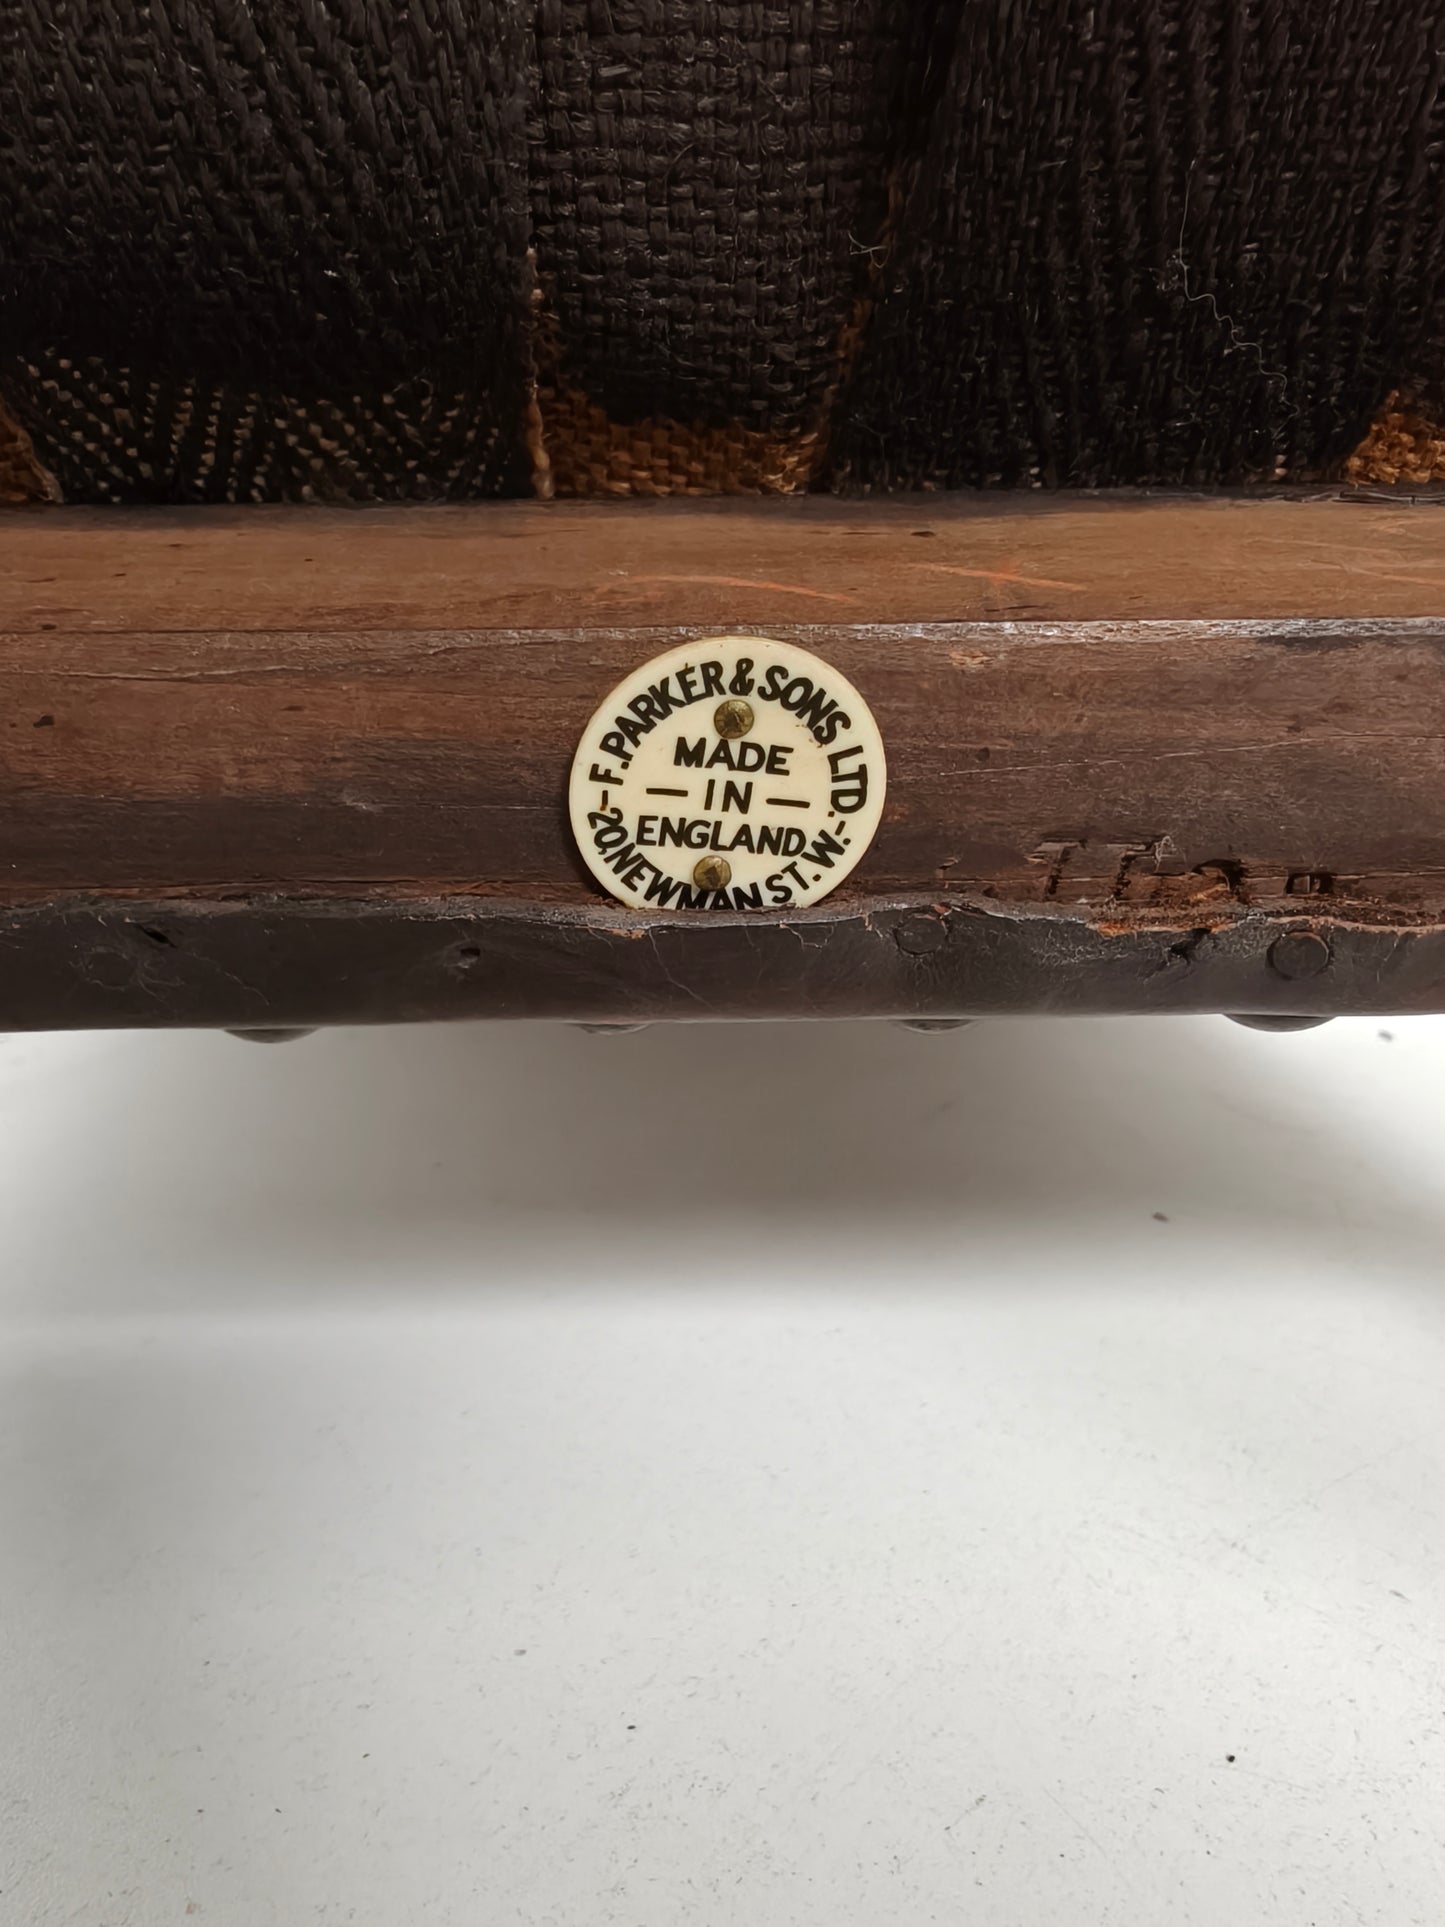 F. PARKER & SONS LTD.
MADE
— IN —
ENGLAND
- 20, NEWMAN ST. W. -